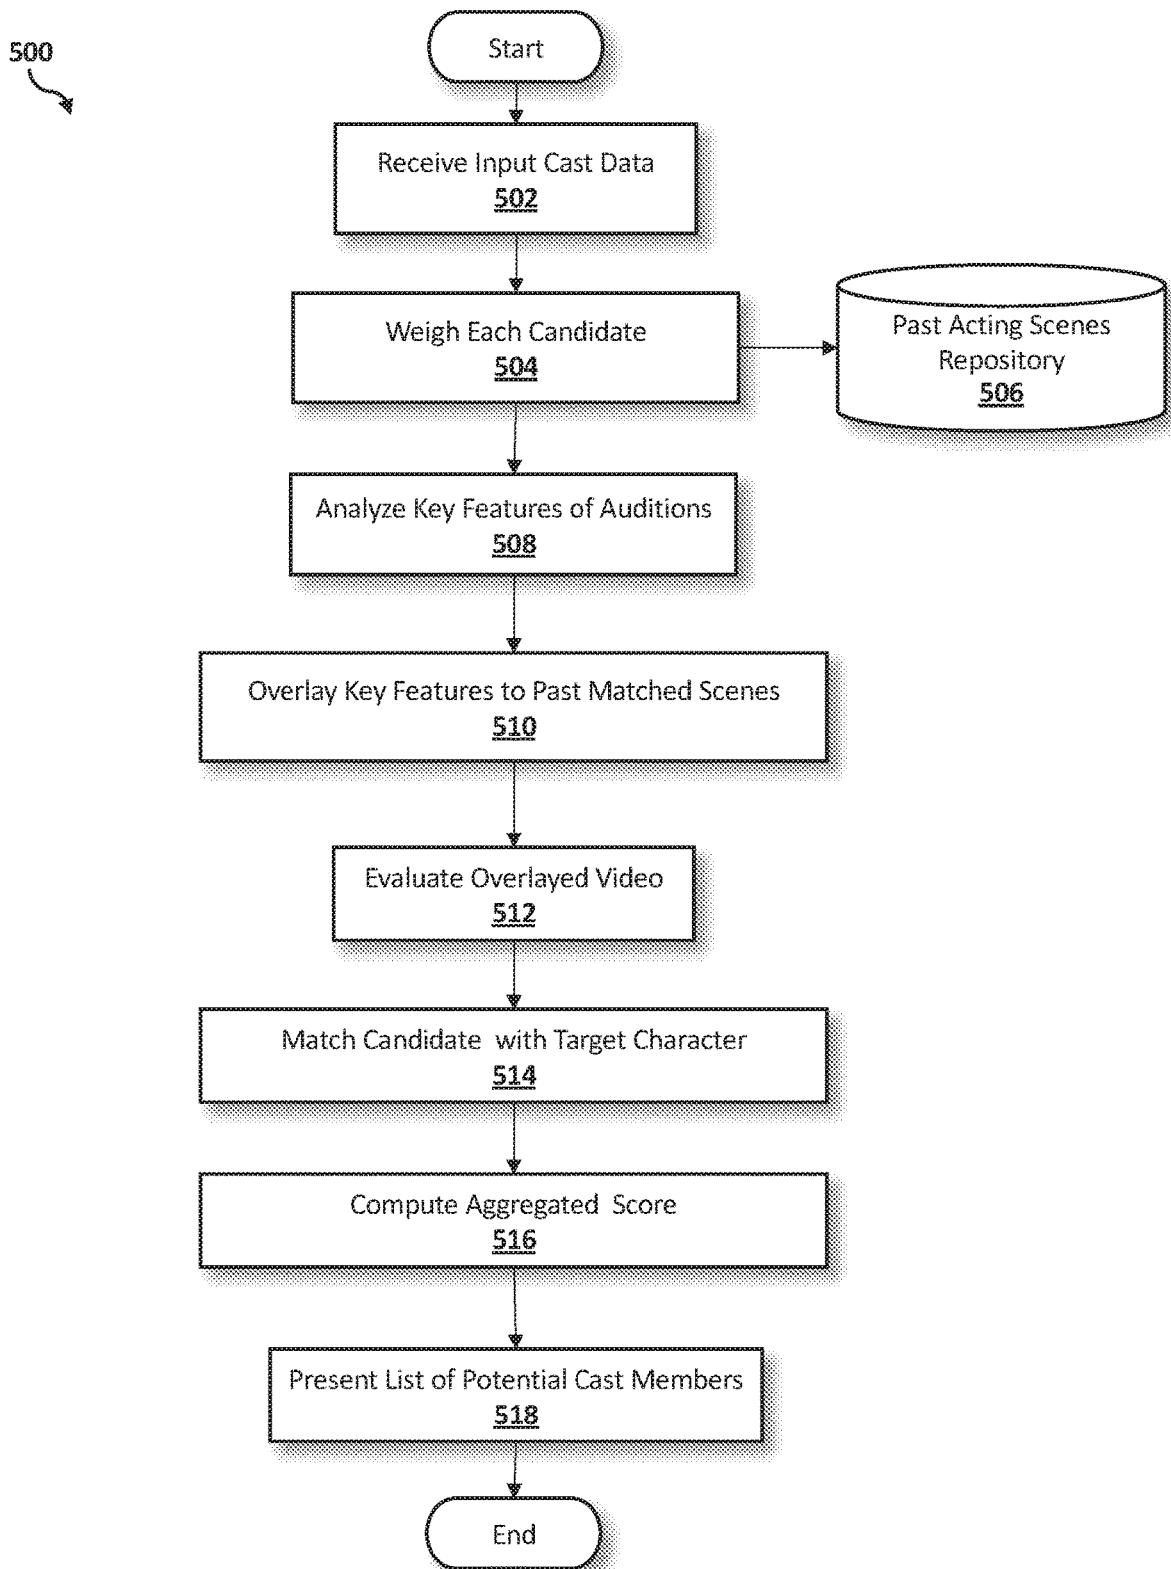 Start
500
Receive Input Cast Data
502
Weigh Each Candidate
504
Past Acting Scenes
Repository
506
Analyze Key Features of Auditions
508
Overlay Key Features to Past Matched Scenes
510
Evaluate Overlayed Video
512
Match Candidate with Target Character
514
Compute Aggregated Score
516
Present List of Potential Cast Members
518
End